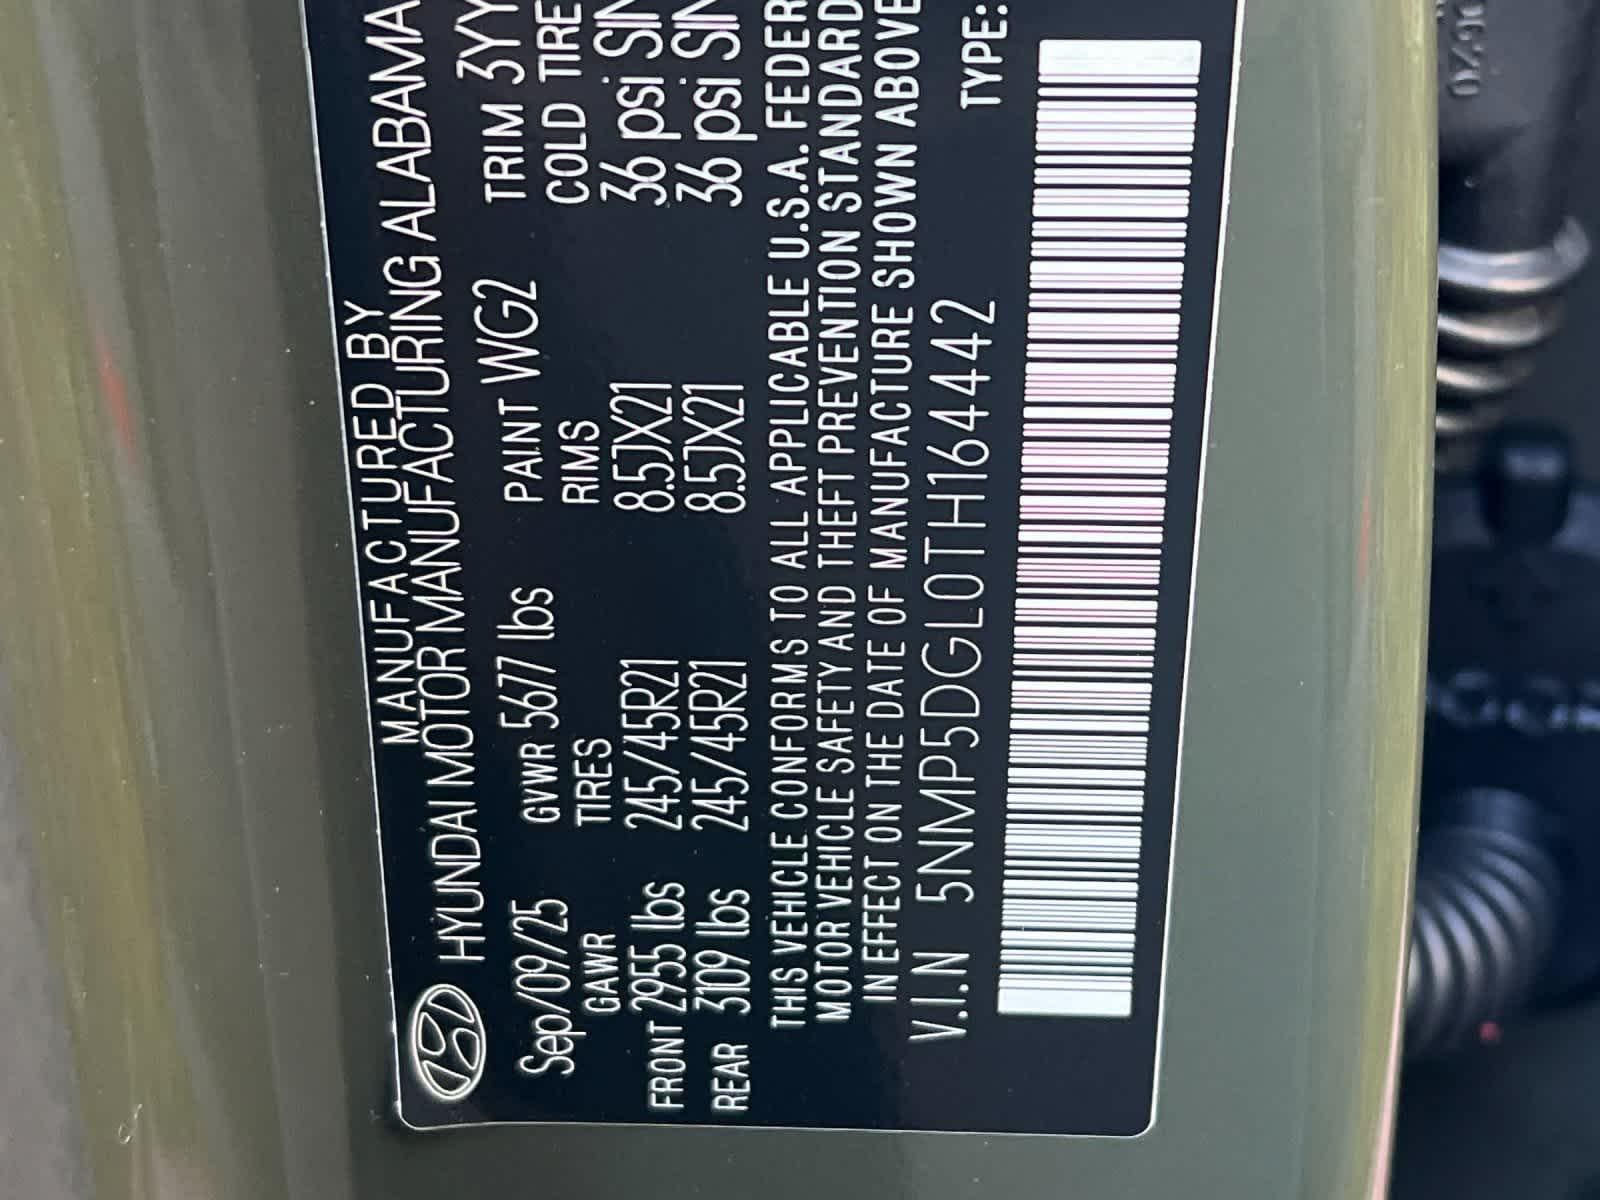 MANUFACTURED BY
HYUNDAI MOTOR MANUFACTURING ALABAMA
Sep/09/25 GVWR 5677 lbs PAINT WG2 TRIM 3YY
GAWR TIRES RIMS COLD TIRE
FRONT 2955 lbs 245/45R21 8.5JX21 36 psi SIN
REAR 3109 lbs 245/45R21 8.5JX21 36 psi SIN
THIS VEHICLE CONFORMS TO ALL APPLICABLE U.S.A. FEDER
MOTOR VEHICLE SAFETY AND THEFT PREVENTION STANDARD
IN EFFECT ON THE DATE OF MANUFACTURE SHOWN ABOVE
V.I.N 5NMP5DGL0TH164442 TYPE: